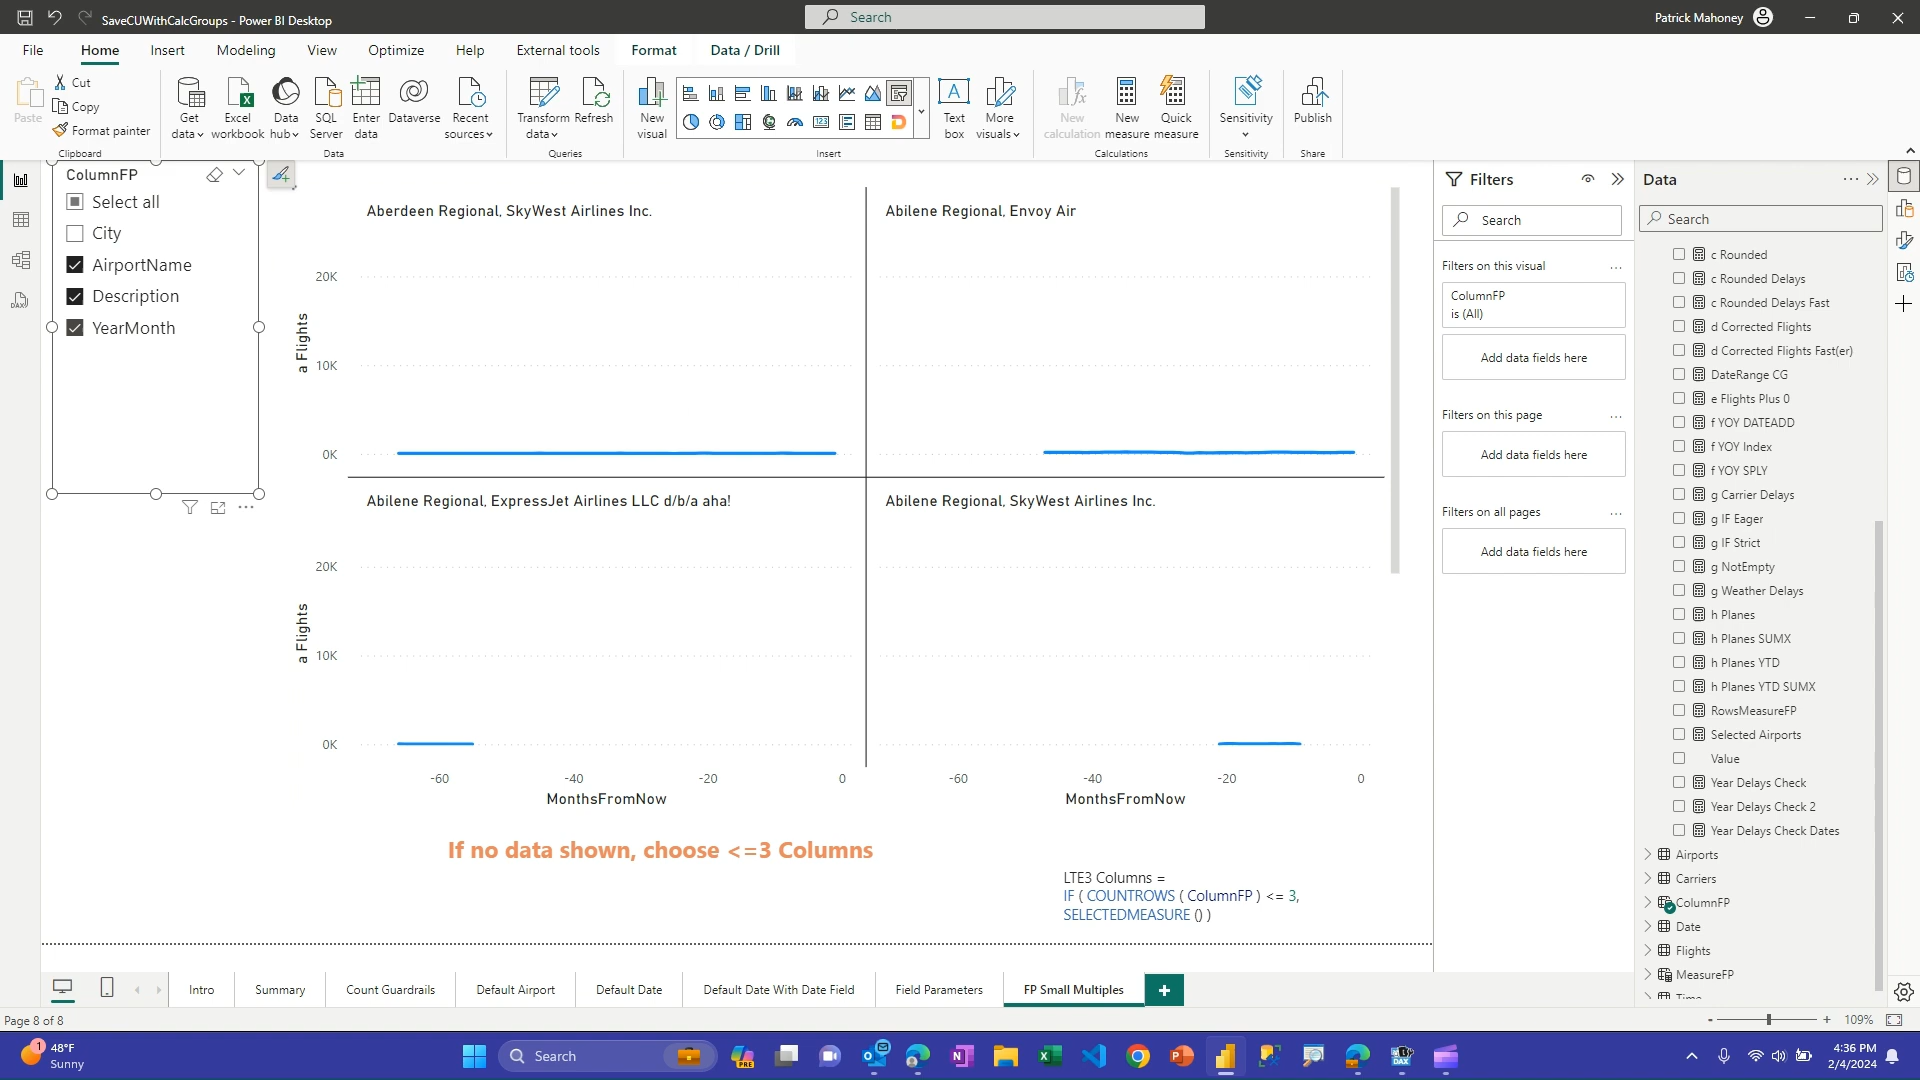 SaveCUWithCalcGroups - Power BI Desktop
Search
Patrick Mahoney
File
Home
Insert
Modeling
View
Optimize
Help
External tools
Format
Data / Drill
Paste
Cut
Copy
Format painter
Clipboard
Get data
Excel workbook
Data hub
SQL Server
Enter data
Dataverse
Recent sources
Data
Transform data
Refresh
Queries
New visual
Text box
More visuals
Insert
New calculation
New measure
Quick measure
Calculations
Sensitivity
Sensitivity
Publish
Share
ColumnFP
Select all
City
AirportName
Description
YearMonth
Aberdeen Regional, SkyWest Airlines Inc.
Abilene Regional, Envoy Air
a Flights
20K
10K
0K
Abilene Regional, ExpressJet Airlines LLC d/b/a aha!
Abilene Regional, SkyWest Airlines Inc.
a Flights
20K
10K
0K
-60
-40
-20
0
-60
-40
-20
0
MonthsFromNow
MonthsFromNow
If no data shown, choose <=3 Columns
LTE3 Columns =
IF ( COUNTROWS ( ColumnFP ) <= 3,
SELECTEDMEASURE () )
Filters
Search
Filters on this visual
ColumnFP
is (All)
Add data fields here
Filters on this page
Add data fields here
Filters on all pages
Add data fields here
Data
Search
c Rounded
c Rounded Delays
c Rounded Delays Fast
d Corrected Flights
d Corrected Flights Fast(er)
DateRange CG
e Flights Plus 0
f YOY DATEADD
f YOY Index
f YOY SPLY
g Carrier Delays
g IF Eager
g IF Strict
g NotEmpty
g Weather Delays
h Planes
h Planes SUMX
h Planes YTD
h Planes YTD SUMX
RowsMeasureFP
Selected Airports
Value
Year Delays Check
Year Delays Check 2
Year Delays Check Dates
Airports
Carriers
ColumnFP
Date
Flights
MeasureFP
Time
Intro
Summary
Count Guardrails
Default Airport
Default Date
Default Date With Date Field
Field Parameters
FP Small Multiples
Page 8 of 8
109%
1
48°F
Sunny
Search
PRE
4:36 PM
2/4/2024